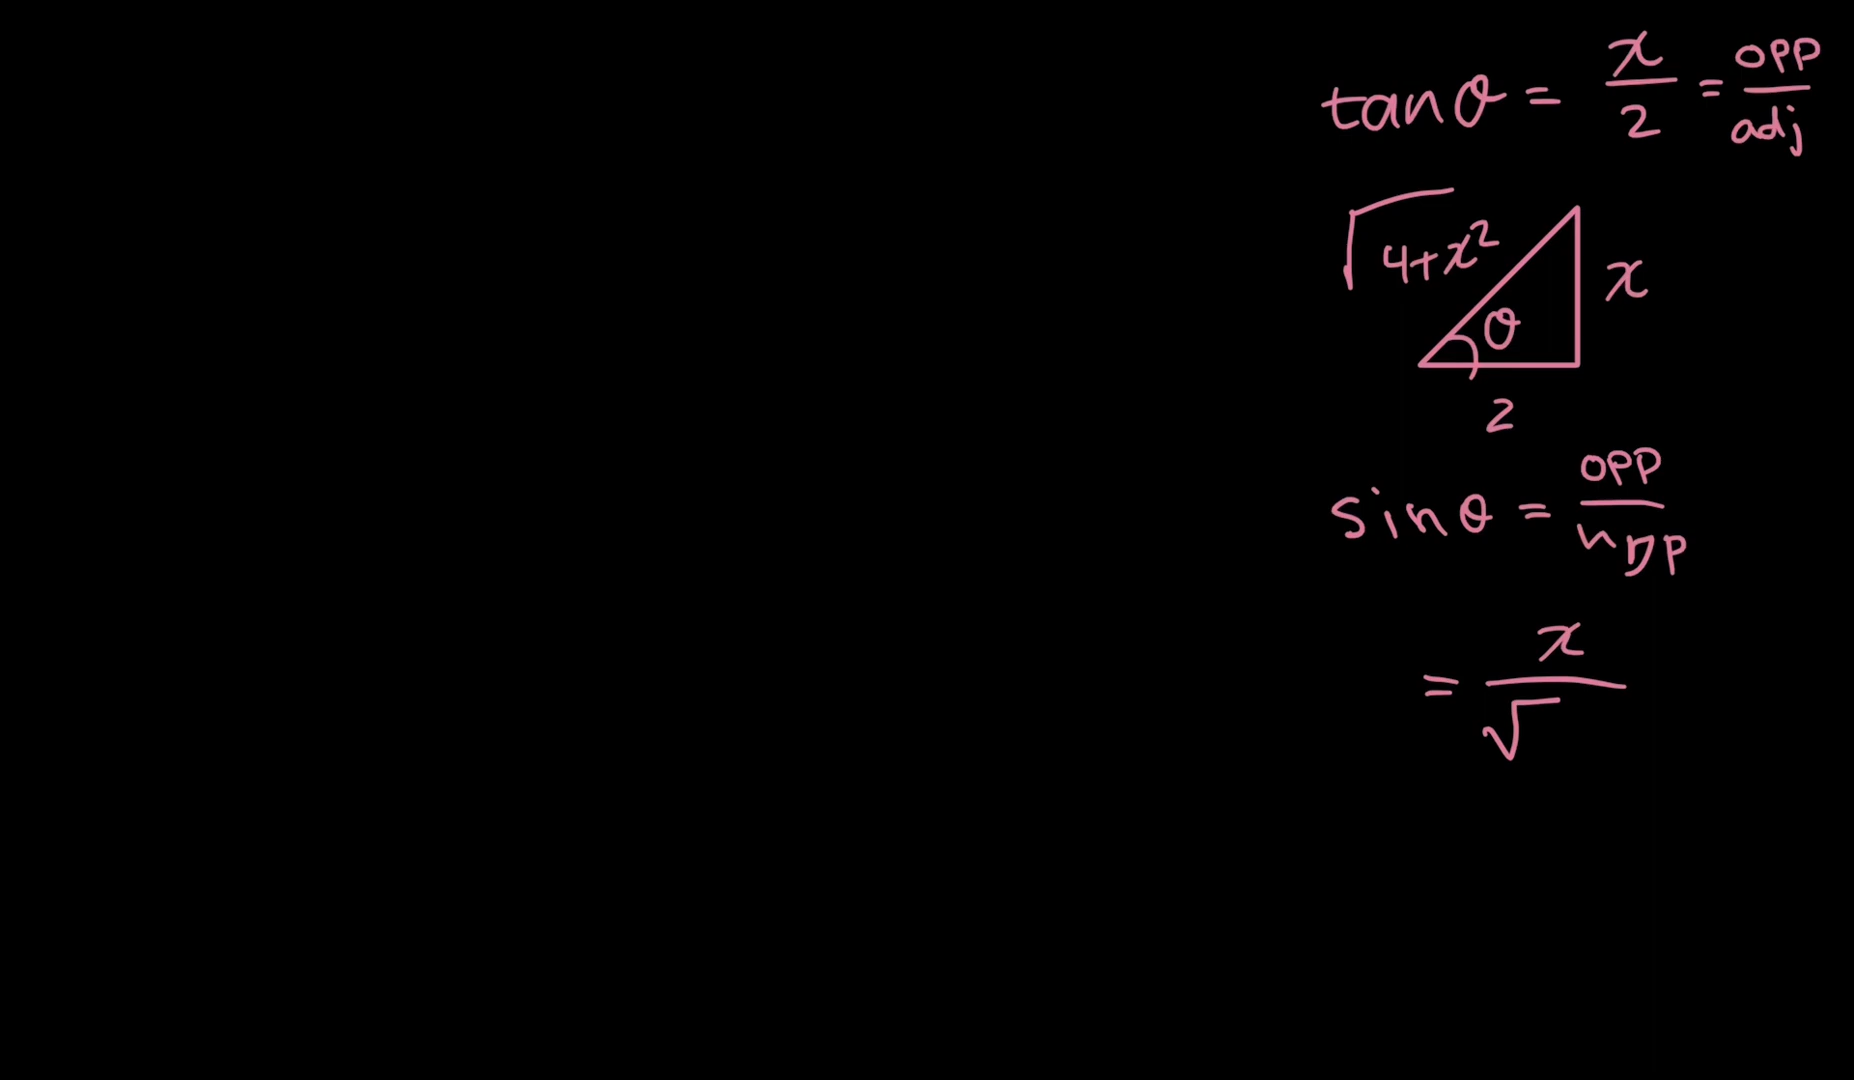 tanθ = x/2 = opp/adj
√4+x²
x
θ
2
sinθ = opp/hyp
= x/√